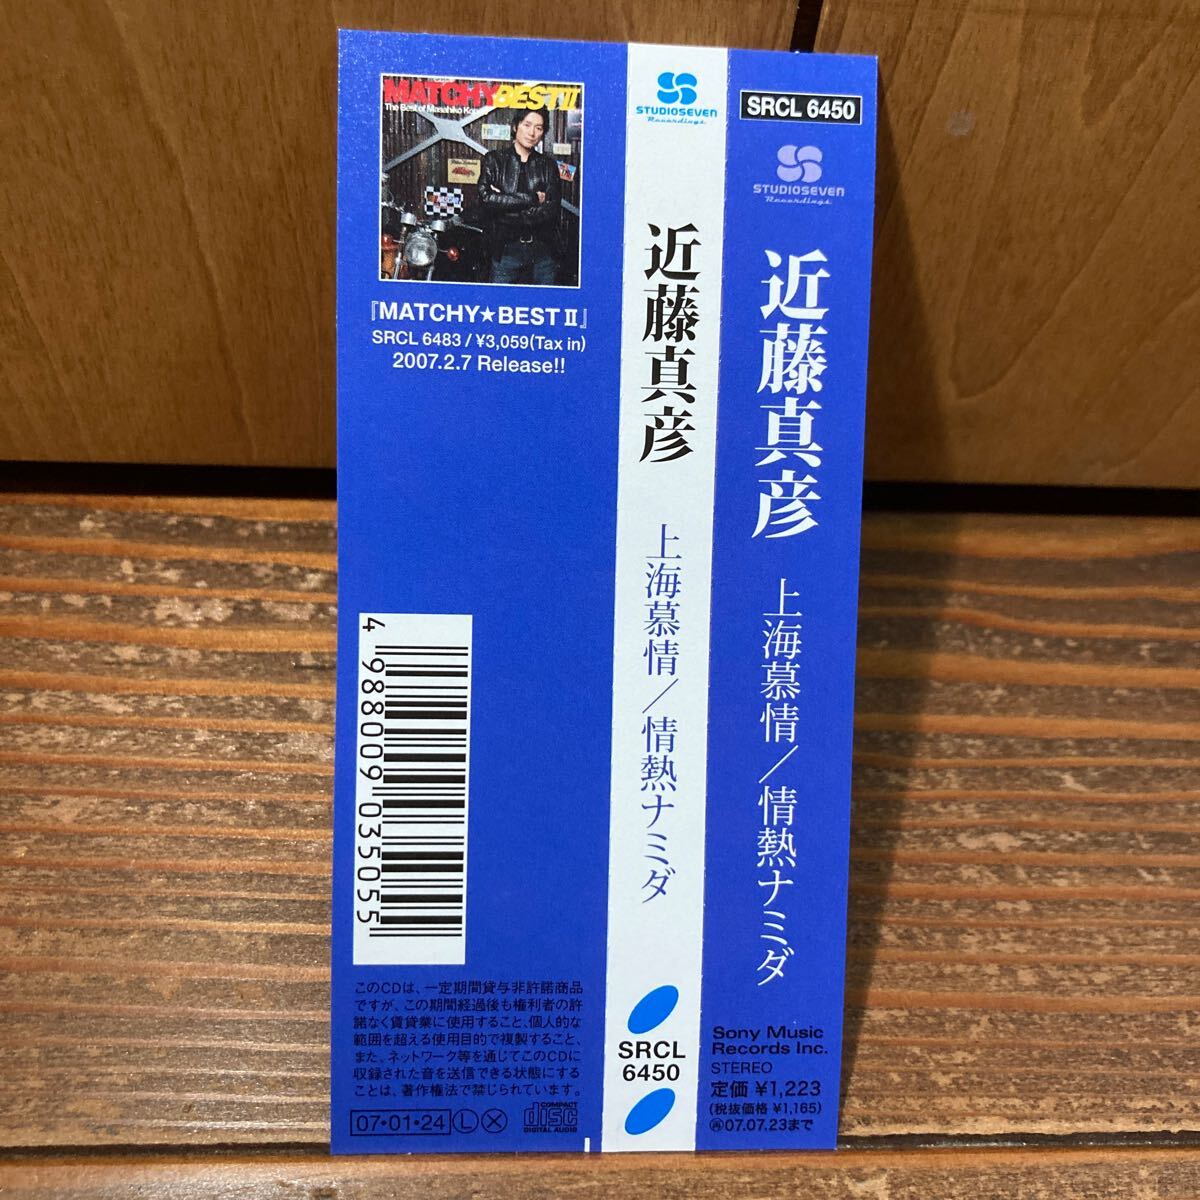 MATCHY BEST II
The Best of Masahiko Kon
『MATCHY★BEST II』
SRCL 6483 / ¥3,059(Tax in)
2007.2.7 Release!!
4 988009 035055
このCDは、一定期間貸与非許諾商品
ですが、この期間経過後も権利者の許
諾なく賃貸業に使用すること、個人的な
範囲を超える使用目的で複製すること、
また、ネットワーク等を通じてこのCDに
収録された音を送信できる状態にする
ことは、著作権法で禁じられています。
07・01・24 L X
COMPACT
disc
DIGITAL AUDIO
STUDIOSEVEN
Recordings
近藤真彦
上海慕情／情熱ナミダ
SRCL
6450
SRCL 6450
STUDIOSEVEN
Recordings
近藤真彦
上海慕情／情熱ナミダ
Sony Music
Records Inc.
STEREO
定価 ¥1,223
(税抜価格 ¥1,165)
再07.07.23まで